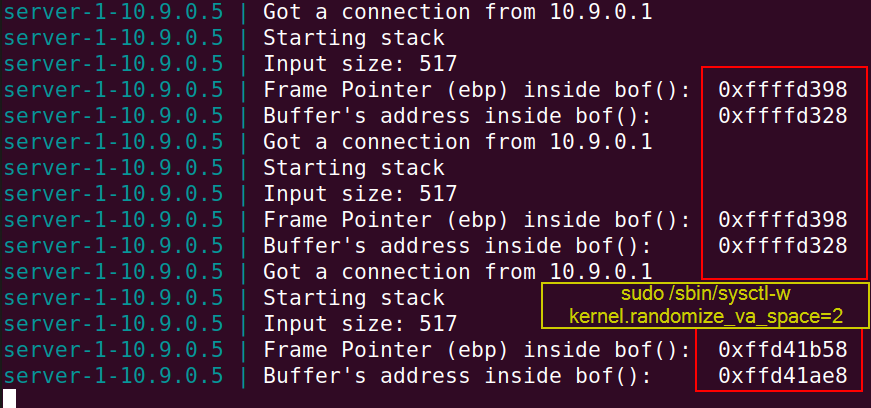 server-1-10.9.0.5 | Got a connection from 10.9.0.1
server-1-10.9.0.5 | Starting stack
server-1-10.9.0.5 | Input size: 517
server-1-10.9.0.5 | Frame Pointer (ebp) inside bof():  0xffffd398
server-1-10.9.0.5 | Buffer's address inside bof():     0xffffd328
server-1-10.9.0.5 | Got a connection from 10.9.0.1
server-1-10.9.0.5 | Starting stack
server-1-10.9.0.5 | Input size: 517
server-1-10.9.0.5 | Frame Pointer (ebp) inside bof():  0xffffd398
server-1-10.9.0.5 | Buffer's address inside bof():     0xffffd328
server-1-10.9.0.5 | Got a connection from 10.9.0.1
server-1-10.9.0.5 | Starting stack
sudo /sbin/sysctl-w
kernel.randomize_va_space=2
server-1-10.9.0.5 | Input size: 517
server-1-10.9.0.5 | Frame Pointer (ebp) inside bof():  0xffd41b58
server-1-10.9.0.5 | Buffer's address inside bof():     0xffd41ae8